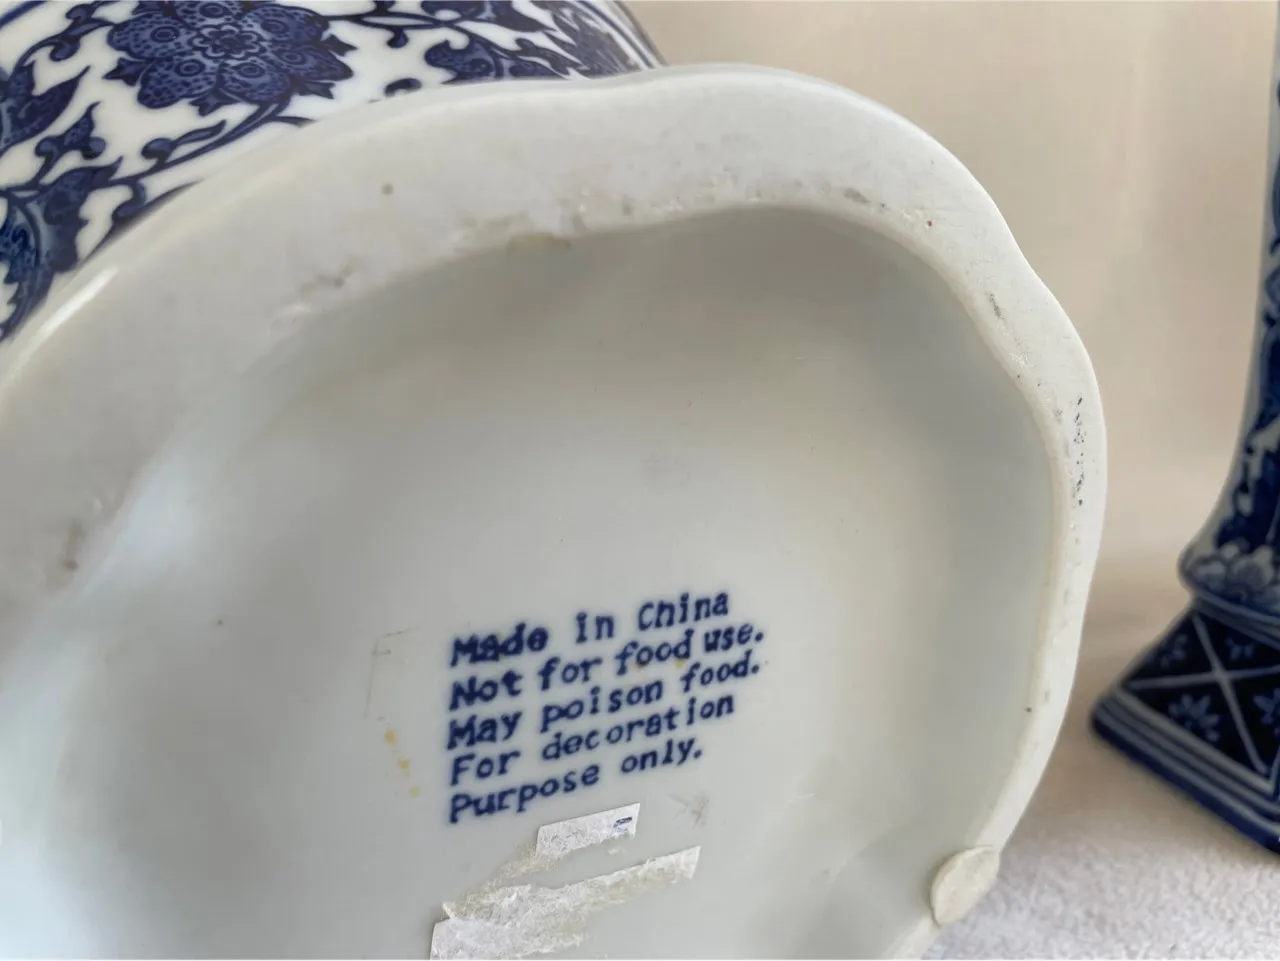 Made in China
Not for food use.
May poison food.
For decoration
Purpose only.